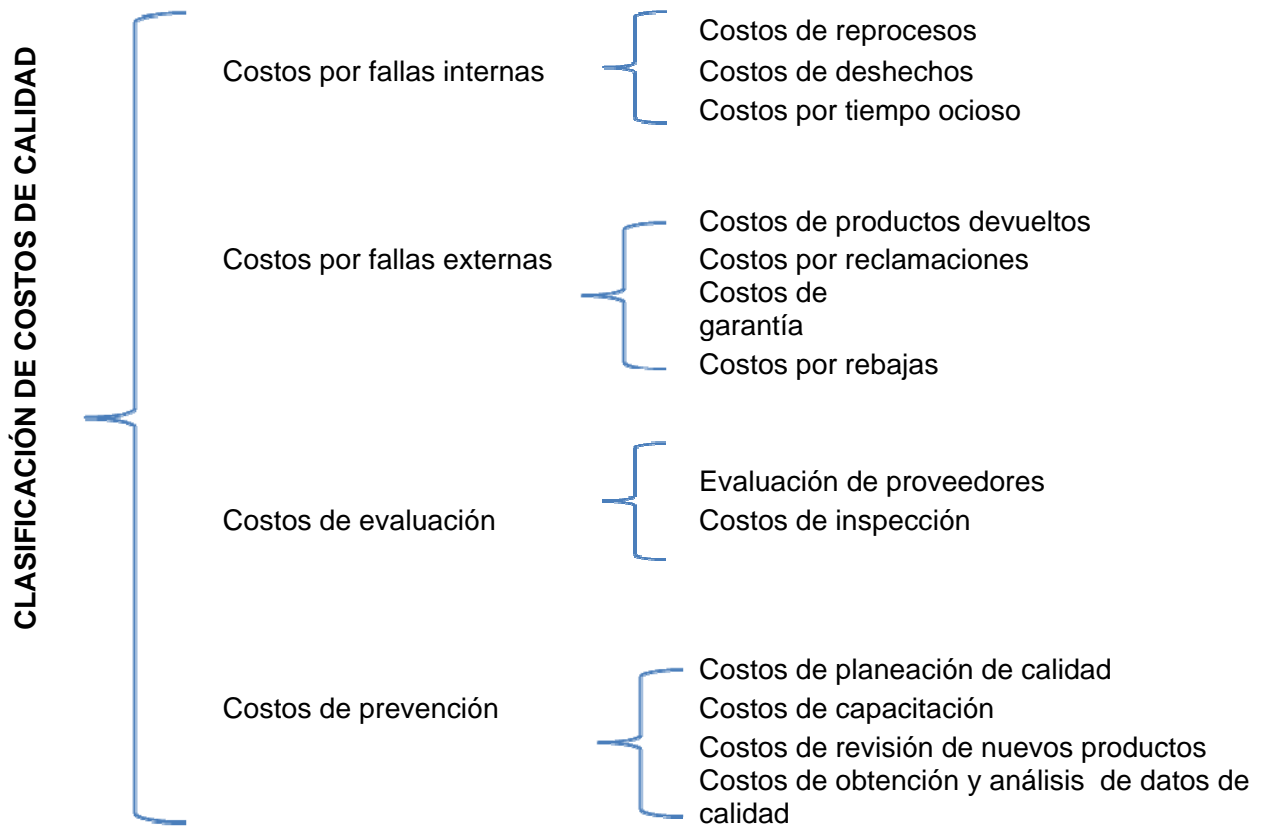 CLASIFICACIÓN DE COSTOS DE CALIDAD
Costos por fallas internas
Costos de reprocesos
Costos de deshechos
Costos por tiempo ocioso
Costos por fallas externas
Costos de productos devueltos
Costos por reclamaciones
Costos de
garantía
Costos por rebajas
Costos de evaluación
Evaluación de proveedores
Costos de inspección
Costos de prevención
Costos de planeación de calidad
Costos de capacitación
Costos de revisión de nuevos productos
Costos de obtención y análisis  de datos de
calidad